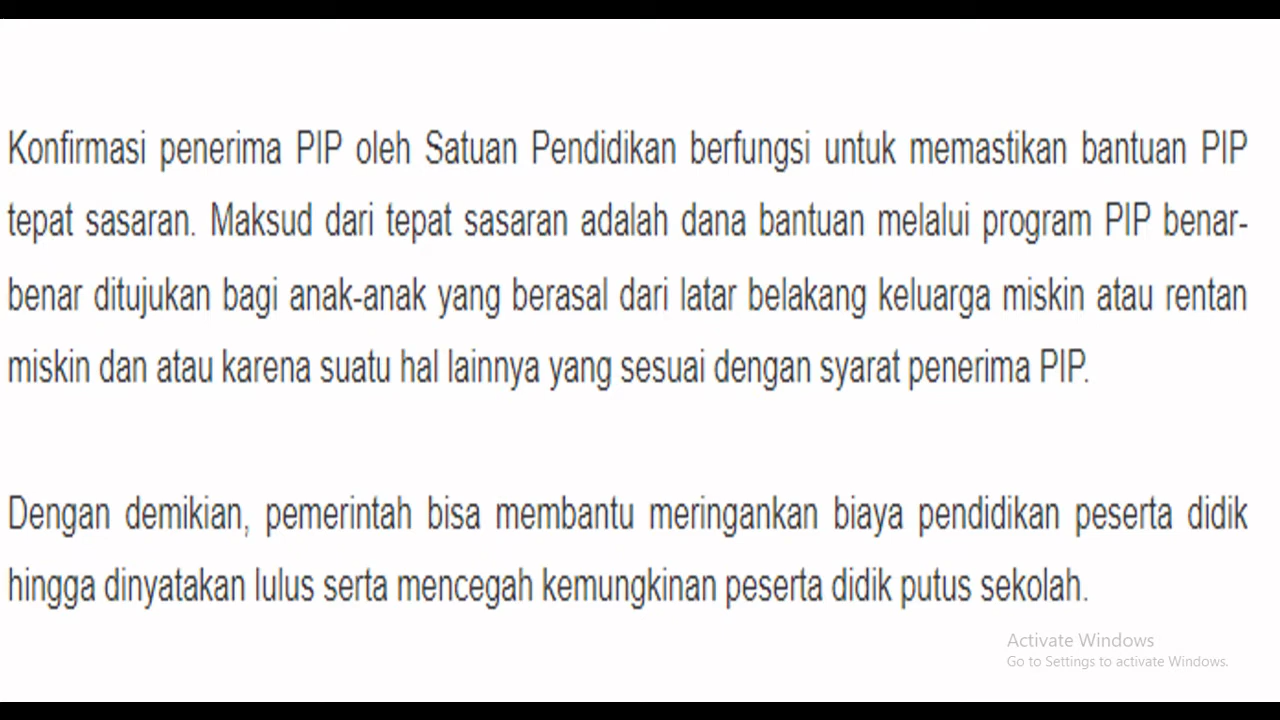 Konfirmasi penerima PIP oleh Satuan Pendidikan berfungsi untuk memastikan bantuan PIP
tepat sasaran. Maksud dari tepat sasaran adalah dana bantuan melalui program PIP benar-
benar ditujukan bagi anak-anak yang berasal dari latar belakang keluarga miskin atau rentan
miskin dan atau karena suatu hal lainnya yang sesuai dengan syarat penerima PIP.
Dengan demikian, pemerintah bisa membantu meringankan biaya pendidikan peserta didik
hingga dinyatakan lulus serta mencegah kemungkinan peserta didik putus sekolah.
Activate Windows
Go to Settings to activate Windows.